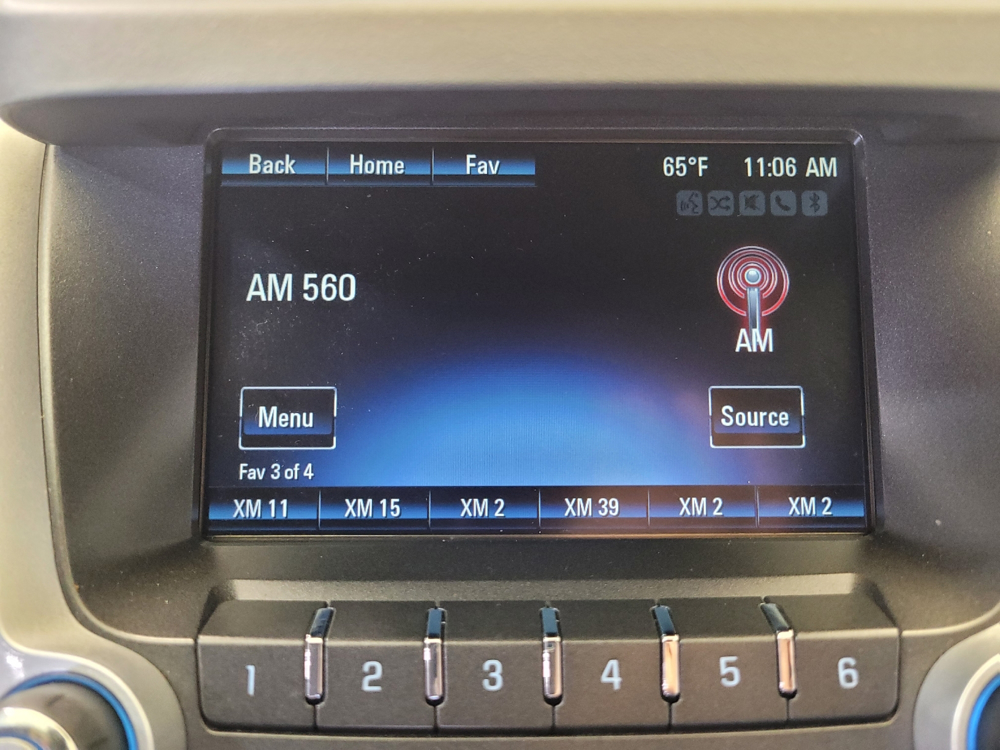 Back Home Fav 65°F 11:06 AM
AM 560
AM
Menu Source
Fav 3 of 4
XM 11 XM 15 XM 2 XM 39 XM 2 XM 2
1 2 3 4 5 6